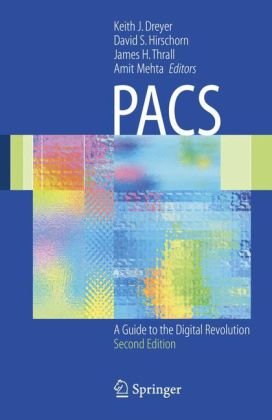 Keith J. Dreyer
David S. Hirschorn
James H. Thrall
Amit Mehta Editors
PACS
A Guide to the Digital Revolution
Second Edition
Springer